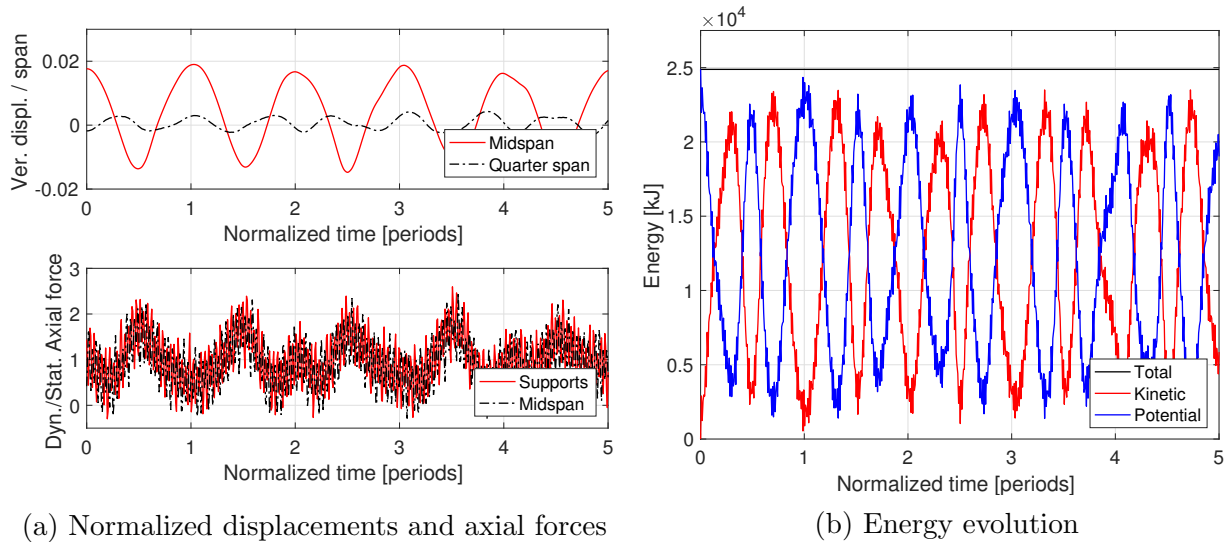 0.02
0
-0.02
Ver. displ. / span
Midspan
Quarter span
0 1 2 3 4 5
Normalized time [periods]
3
2
1
0
Dyn./Stat. Axial force
Supports
Midspan
0 1 2 3 4 5
Normalized time [periods]
(a) Normalized displacements and axial forces
×10⁴
2.5
2
1.5
1
0.5
0
Energy [kJ]
Total
Kinetic
Potential
0 1 2 3 4 5
Normalized time [periods]
(b) Energy evolution